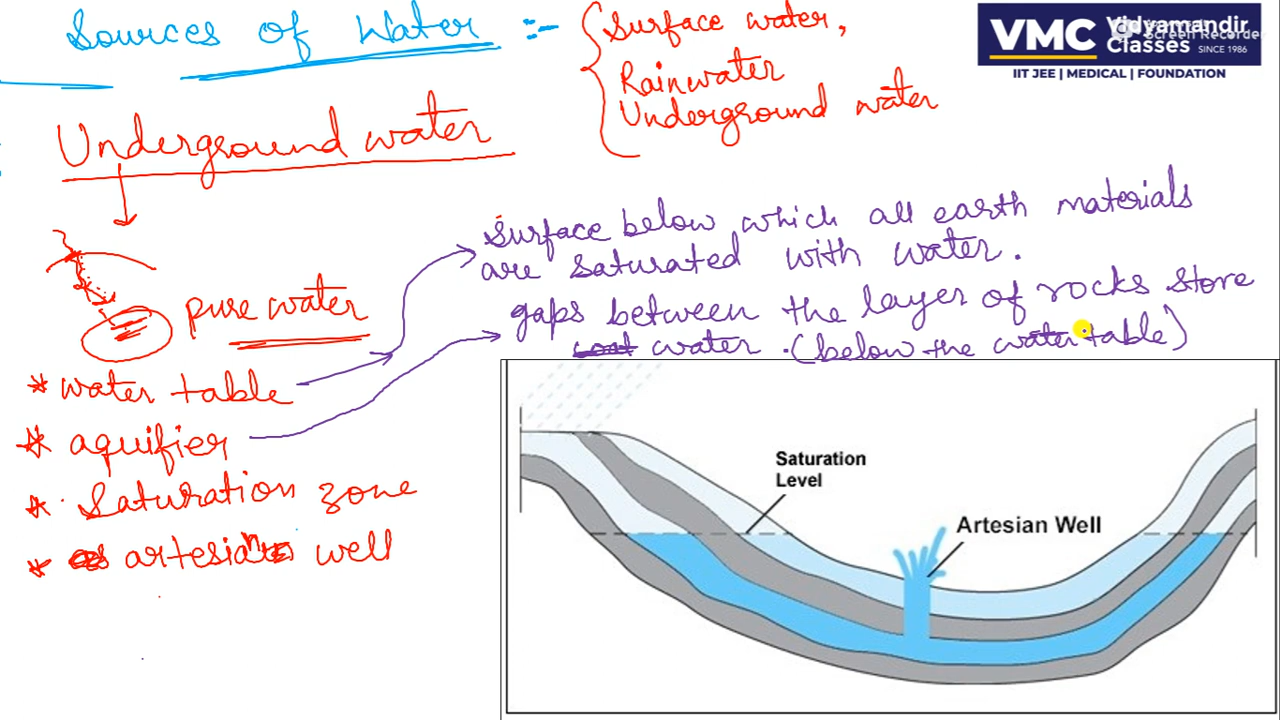 Sources of Water :- { Surface water,
Rainwater
Underground water
VMC Vidyamandir
Classes SINCE 1986
Screen Recorder
IIT JEE | MEDICAL | FOUNDATION
Underground water
pure water
* water table
* aquifier
* Saturation zone
* artesian well
Surface below which all earth materials
are saturated with water.
gaps between the layer of rocks store
water . (below the water table)
Saturation
Level
Artesian Well